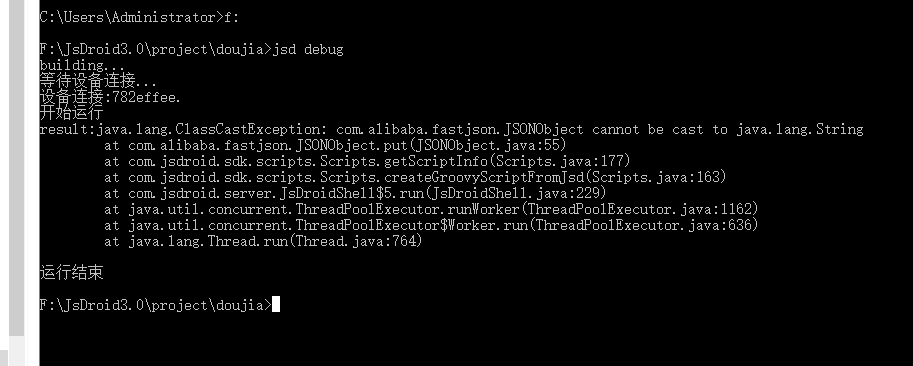 C:\Users\Administrator>f:
F:\JsDroid3.0\project\doujia>jsd debug
building...
等待设备连接...
设备连接:782effee.
开始运行
result:java.lang.ClassCastException: com.alibaba.fastjson.JSONObject cannot be cast to java.lang.String
at com.alibaba.fastjson.JSONObject.put(JSONObject.java:55)
at com.jsdroid.sdk.scripts.Scripts.getScriptInfo(Scripts.java:177)
at com.jsdroid.sdk.scripts.Scripts.createGroovyScriptFromJsd(Scripts.java:163)
at com.jsdroid.server.JsDroidShell$5.run(JsDroidShell.java:229)
at java.util.concurrent.ThreadPoolExecutor.runWorker(ThreadPoolExecutor.java:1162)
at java.util.concurrent.ThreadPoolExecutor$Worker.run(ThreadPoolExecutor.java:636)
at java.lang.Thread.run(Thread.java:764)
运行结束
F:\JsDroid3.0\project\doujia>